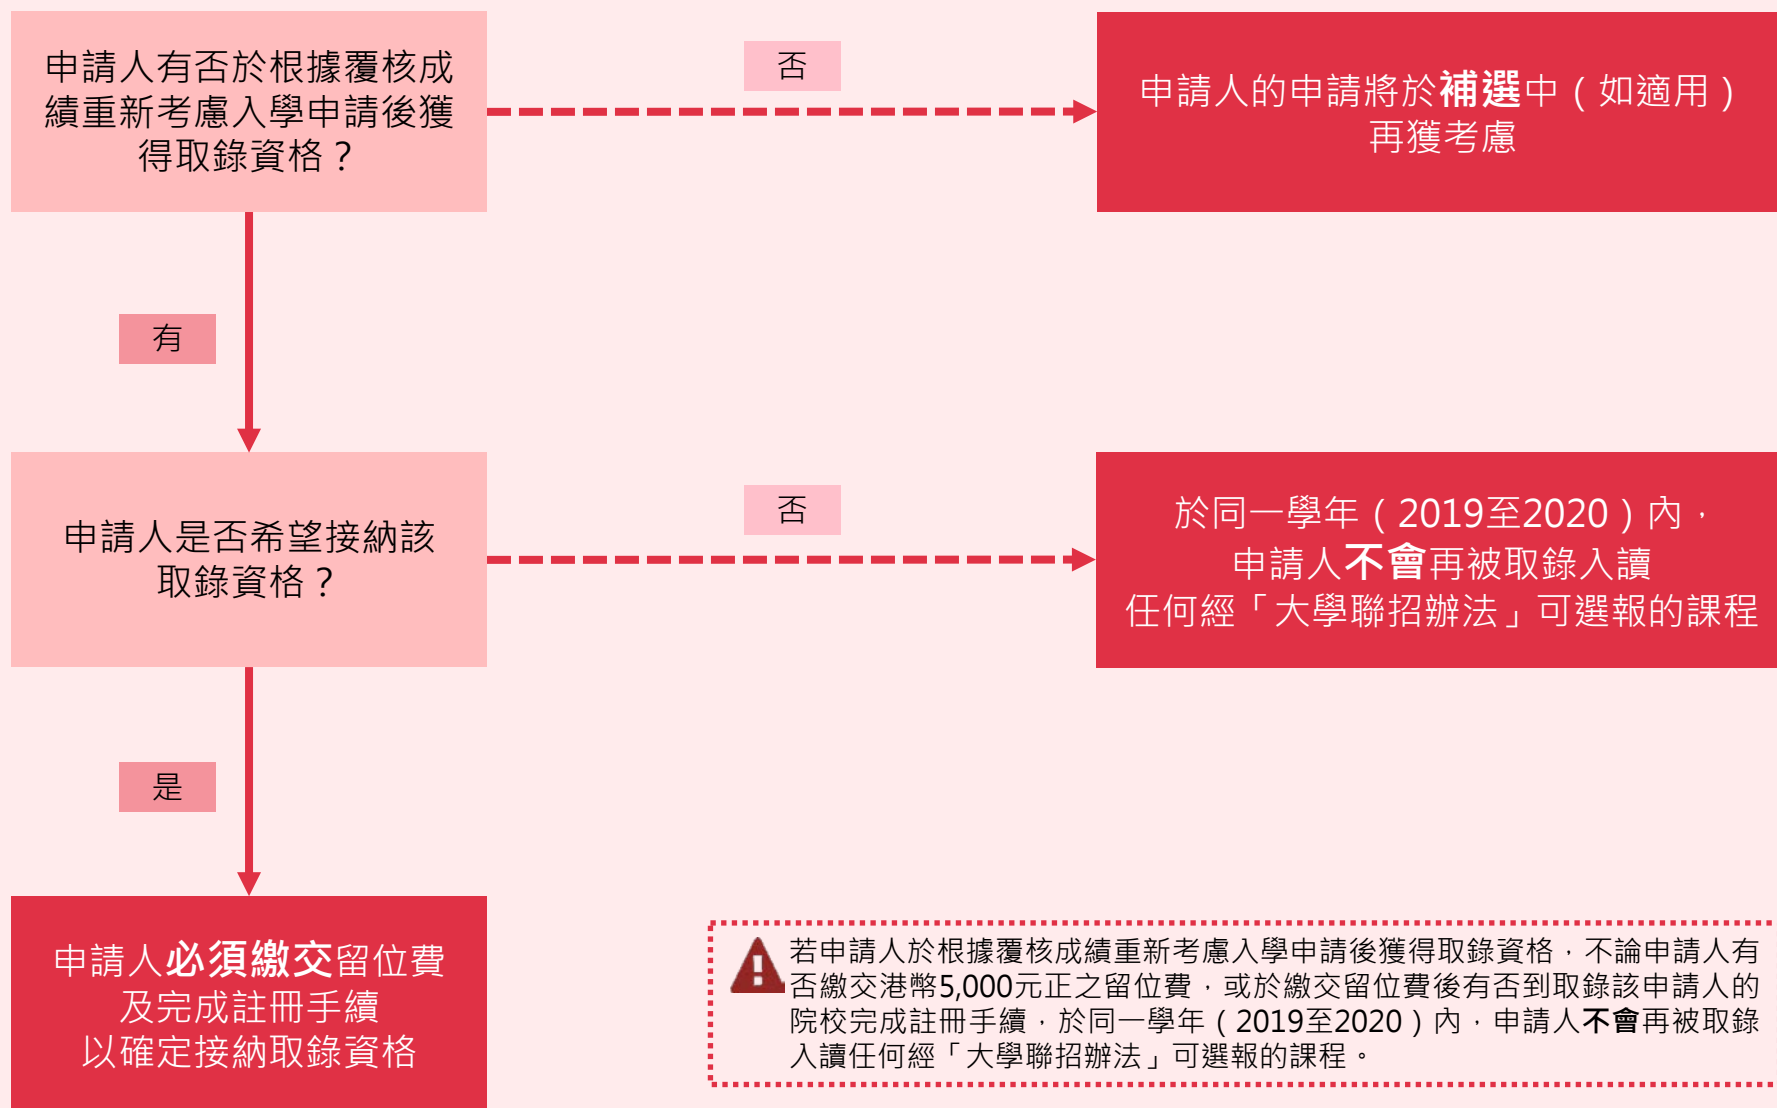 申請人有否於根據覆核成
績重新考慮入學申請後獲
得取錄資格？
否
申請人的申請將於補選中（如適用）
再獲考慮
有
申請人是否希望接納該
取錄資格？
否
於同一學年（2019至2020）內，
申請人不會再被取錄入讀
任何經「大學聯招辦法」可選報的課程
是
申請人必須繳交留位費
及完成註冊手續
以確定接納取錄資格
若申請人於根據覆核成績重新考慮入學申請後獲得取錄資格，不論申請人有
否繳交港幣5,000元正之留位費，或於繳交留位費後有否到取錄該申請人的
院校完成註冊手續，於同一學年（2019至2020）內，申請人不會再被取錄
入讀任何經「大學聯招辦法」可選報的課程。